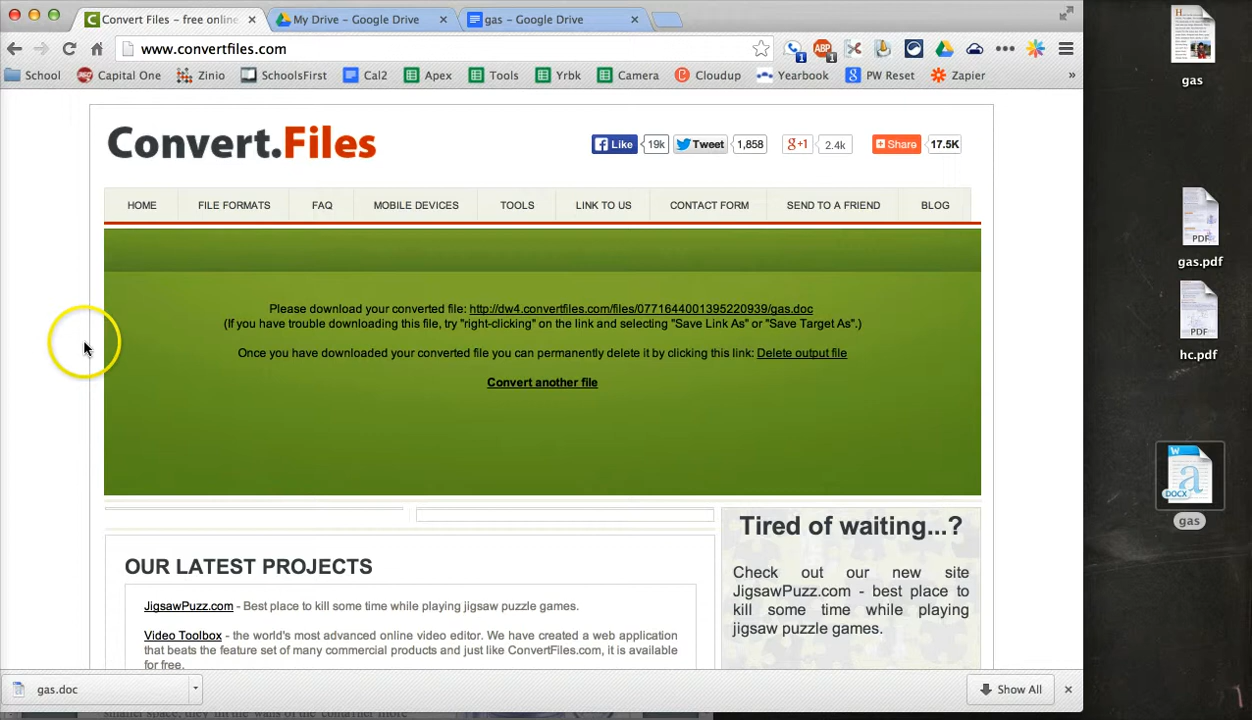 Convert Files – free online
My Drive – Google Drive
gas – Google Drive
www.convertfiles.com
1
ABP
1
School
Capital One
Zinio
SchoolsFirst
Cal2
Apex
Tools
Yrbk
Camera
Cloudup
Yearbook
PW Reset
Zapier
»
Convert.Files
Like
19k
Tweet
1,858
g+1
2.4k
Share
17.5K
HOME
FILE FORMATS
FAQ
MOBILE DEVICES
TOOLS
LINK TO US
CONTACT FORM
SEND TO A FRIEND
BLOG
Please download your converted file: http://dw4.convertfiles.com/files/0771644001395220939/gas.doc
(If you have trouble downloading this file, try "right-clicking" on the link and selecting "Save Link As" or "Save Target As".)
Once you have downloaded your converted file you can permanently delete it by clicking this link: Delete output file
Convert another file
OUR LATEST PROJECTS
JigsawPuzz.com - Best place to kill some time while playing jigsaw puzzle games.
Video Toolbox - the world's most advanced online video editor. We have created a web application
that beats the feature set of many commercial products and just like ConvertFiles.com, it is available
for free.
Tired of waiting...?
Check out our new site
JigsawPuzz.com - best place to
kill some time while playing
jigsaw puzzle games.
gas.doc
Show All
gas
PDF
gas.pdf
PDF
hc.pdf
W
a
DOCX
gas